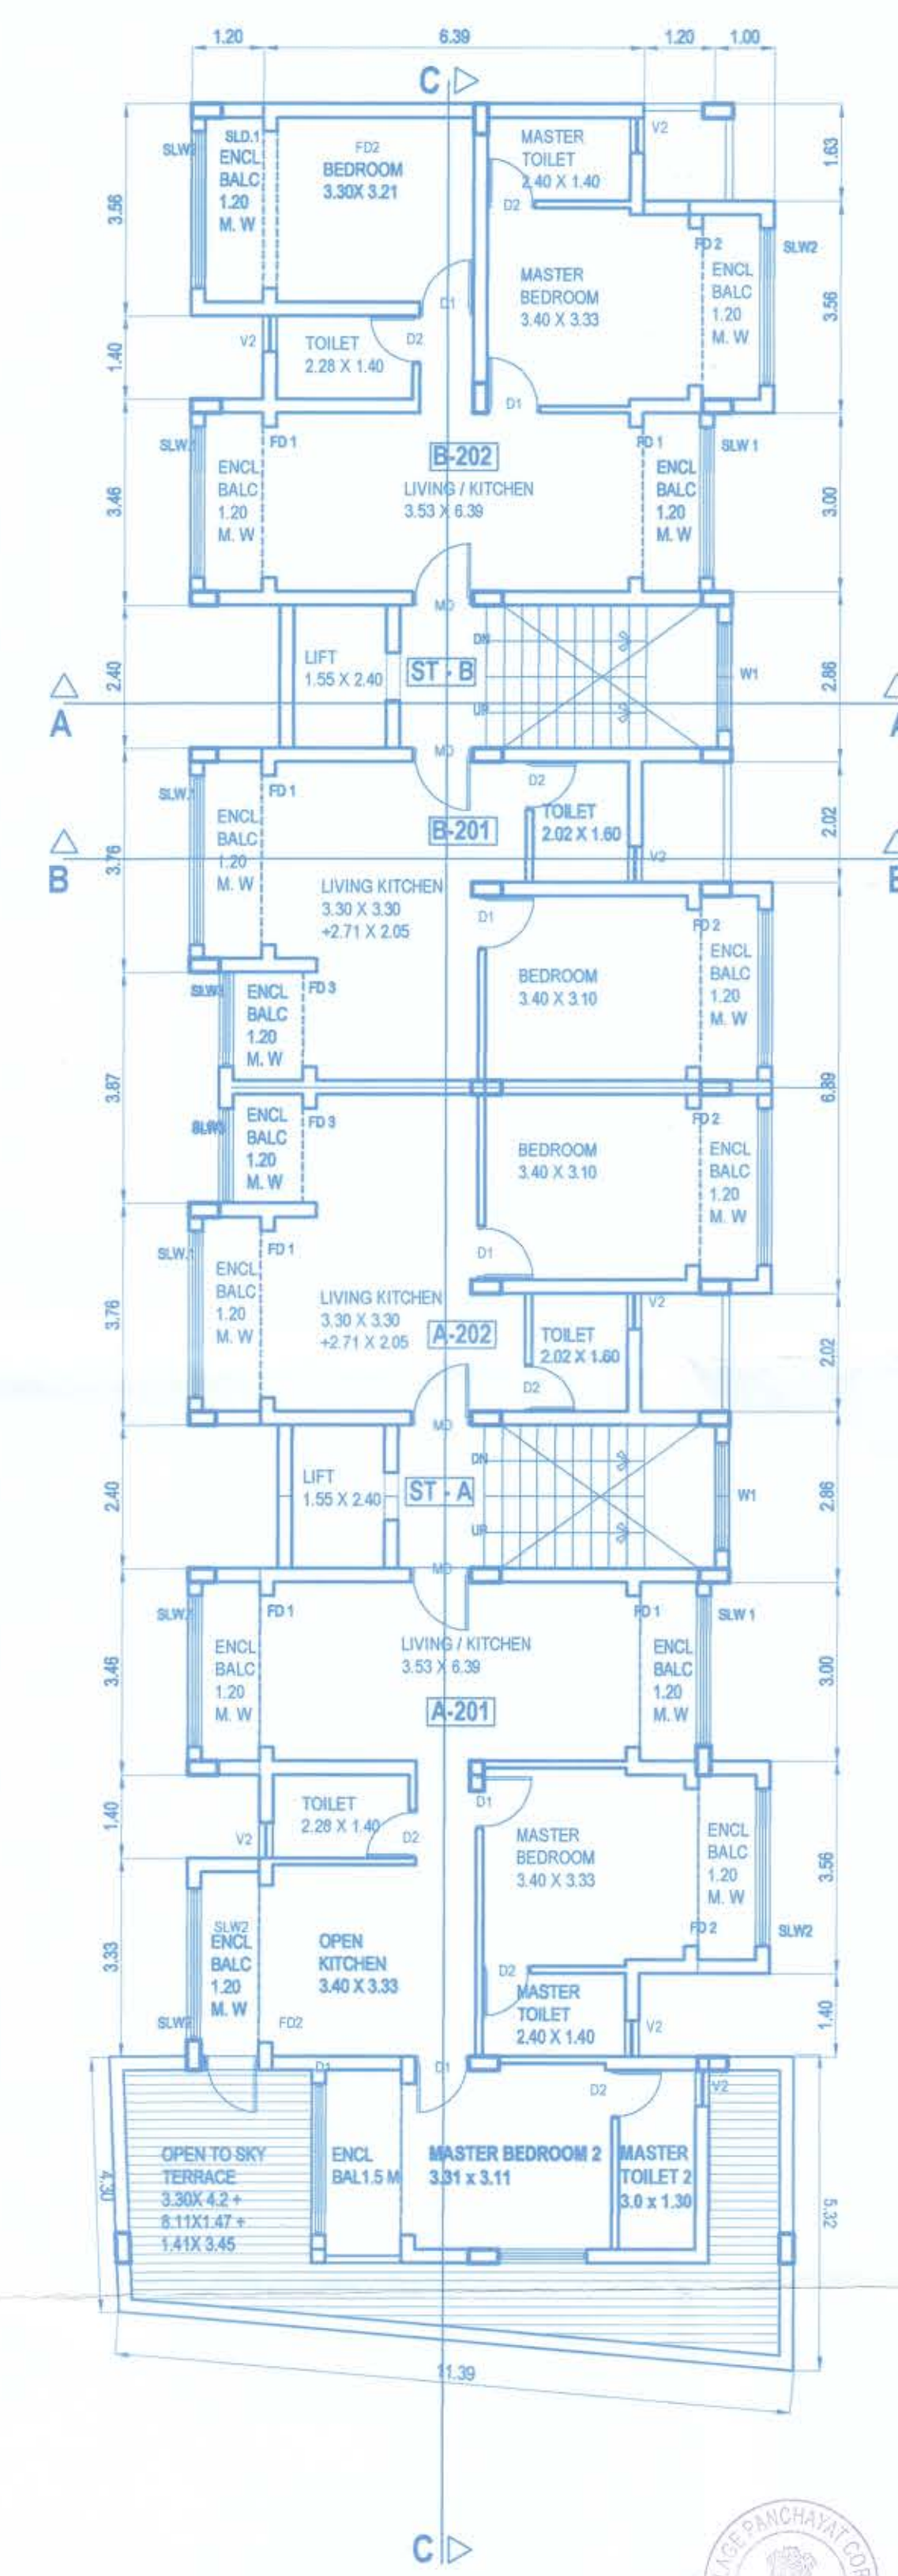 1.20 6.39 1.20 1.00
C
SLD.1
ENCL
BALC
1.20
M. W
FD2
BEDROOM
3.30X 3.21
MASTER
TOILET
2.40 X 1.40
V2
1.63
3.56
D2
FD 2
SLW2
MASTER
BEDROOM
3.40 X 3.33
ENCL
BALC
1.20
M. W
3.56
D1
V2
TOILET
2.28 X 1.40
D2
1.40
D1
FD 1
B-202
FD 1
SLW 1
ENCL
BALC
1.20
M. W
LIVING / KITCHEN
3.53 X 6.39
ENCL
BALC
1.20
M. W
3.46
3.00
MD
DN
LIFT
1.55 X 2.40
ST - B
UP
W1
2.40
2.86
A
MD
FD 1
D2
ENCL
BALC
1.20
M. W
B-201
TOILET
2.02 X 1.60
V2
2.02
B
3.76
LIVING KITCHEN
3.30 X 3.30
+2.71 X 2.05
D1
FD 2
BEDROOM
3.40 X 3.10
ENCL
BALC
1.20
M. W
FD 3
ENCL
BALC
1.20
M. W
3.87
6.89
ENCL
BALC
1.20
M. W
FD 3
FD 2
BEDROOM
3.40 X 3.10
ENCL
BALC
1.20
M. W
FD 1
D1
ENCL
BALC
1.20
M. W
LIVING KITCHEN
3.30 X 3.30
+2.71 X 2.05
A-202
TOILET
2.02 X 1.60
V2
3.76
2.02
D2
MD
DN
LIFT
1.55 X 2.40
ST - A
UP
W1
2.40
2.86
MD
FD 1
FD 1
SLW 1
ENCL
BALC
1.20
M. W
LIVING / KITCHEN
3.53 X 6.39
ENCL
BALC
1.20
M. W
3.46
3.00
A-201
TOILET
2.28 X 1.40
V2
D2
1.40
D1
MASTER
BEDROOM
3.40 X 3.33
ENCL
BALC
1.20
M. W
3.56
SLW2
ENCL
BALC
1.20
M. W
OPEN
KITCHEN
3.40 X 3.33
FD 2
SLW2
3.33
FD2
D2
MASTER
TOILET
2.40 X 1.40
V2
1.40
D1
D1
D2
V2
OPEN TO SKY
TERRACE
3.30X 4.2 +
8.11X1.47 +
1.41X 3.45
ENCL
BAL1.5 M
MASTER BEDROOM 2
3.31 x 3.11
MASTER
TOILET 2
3.0 x 1.30
4.30
5.32
11.39
C
PANCHAYAT